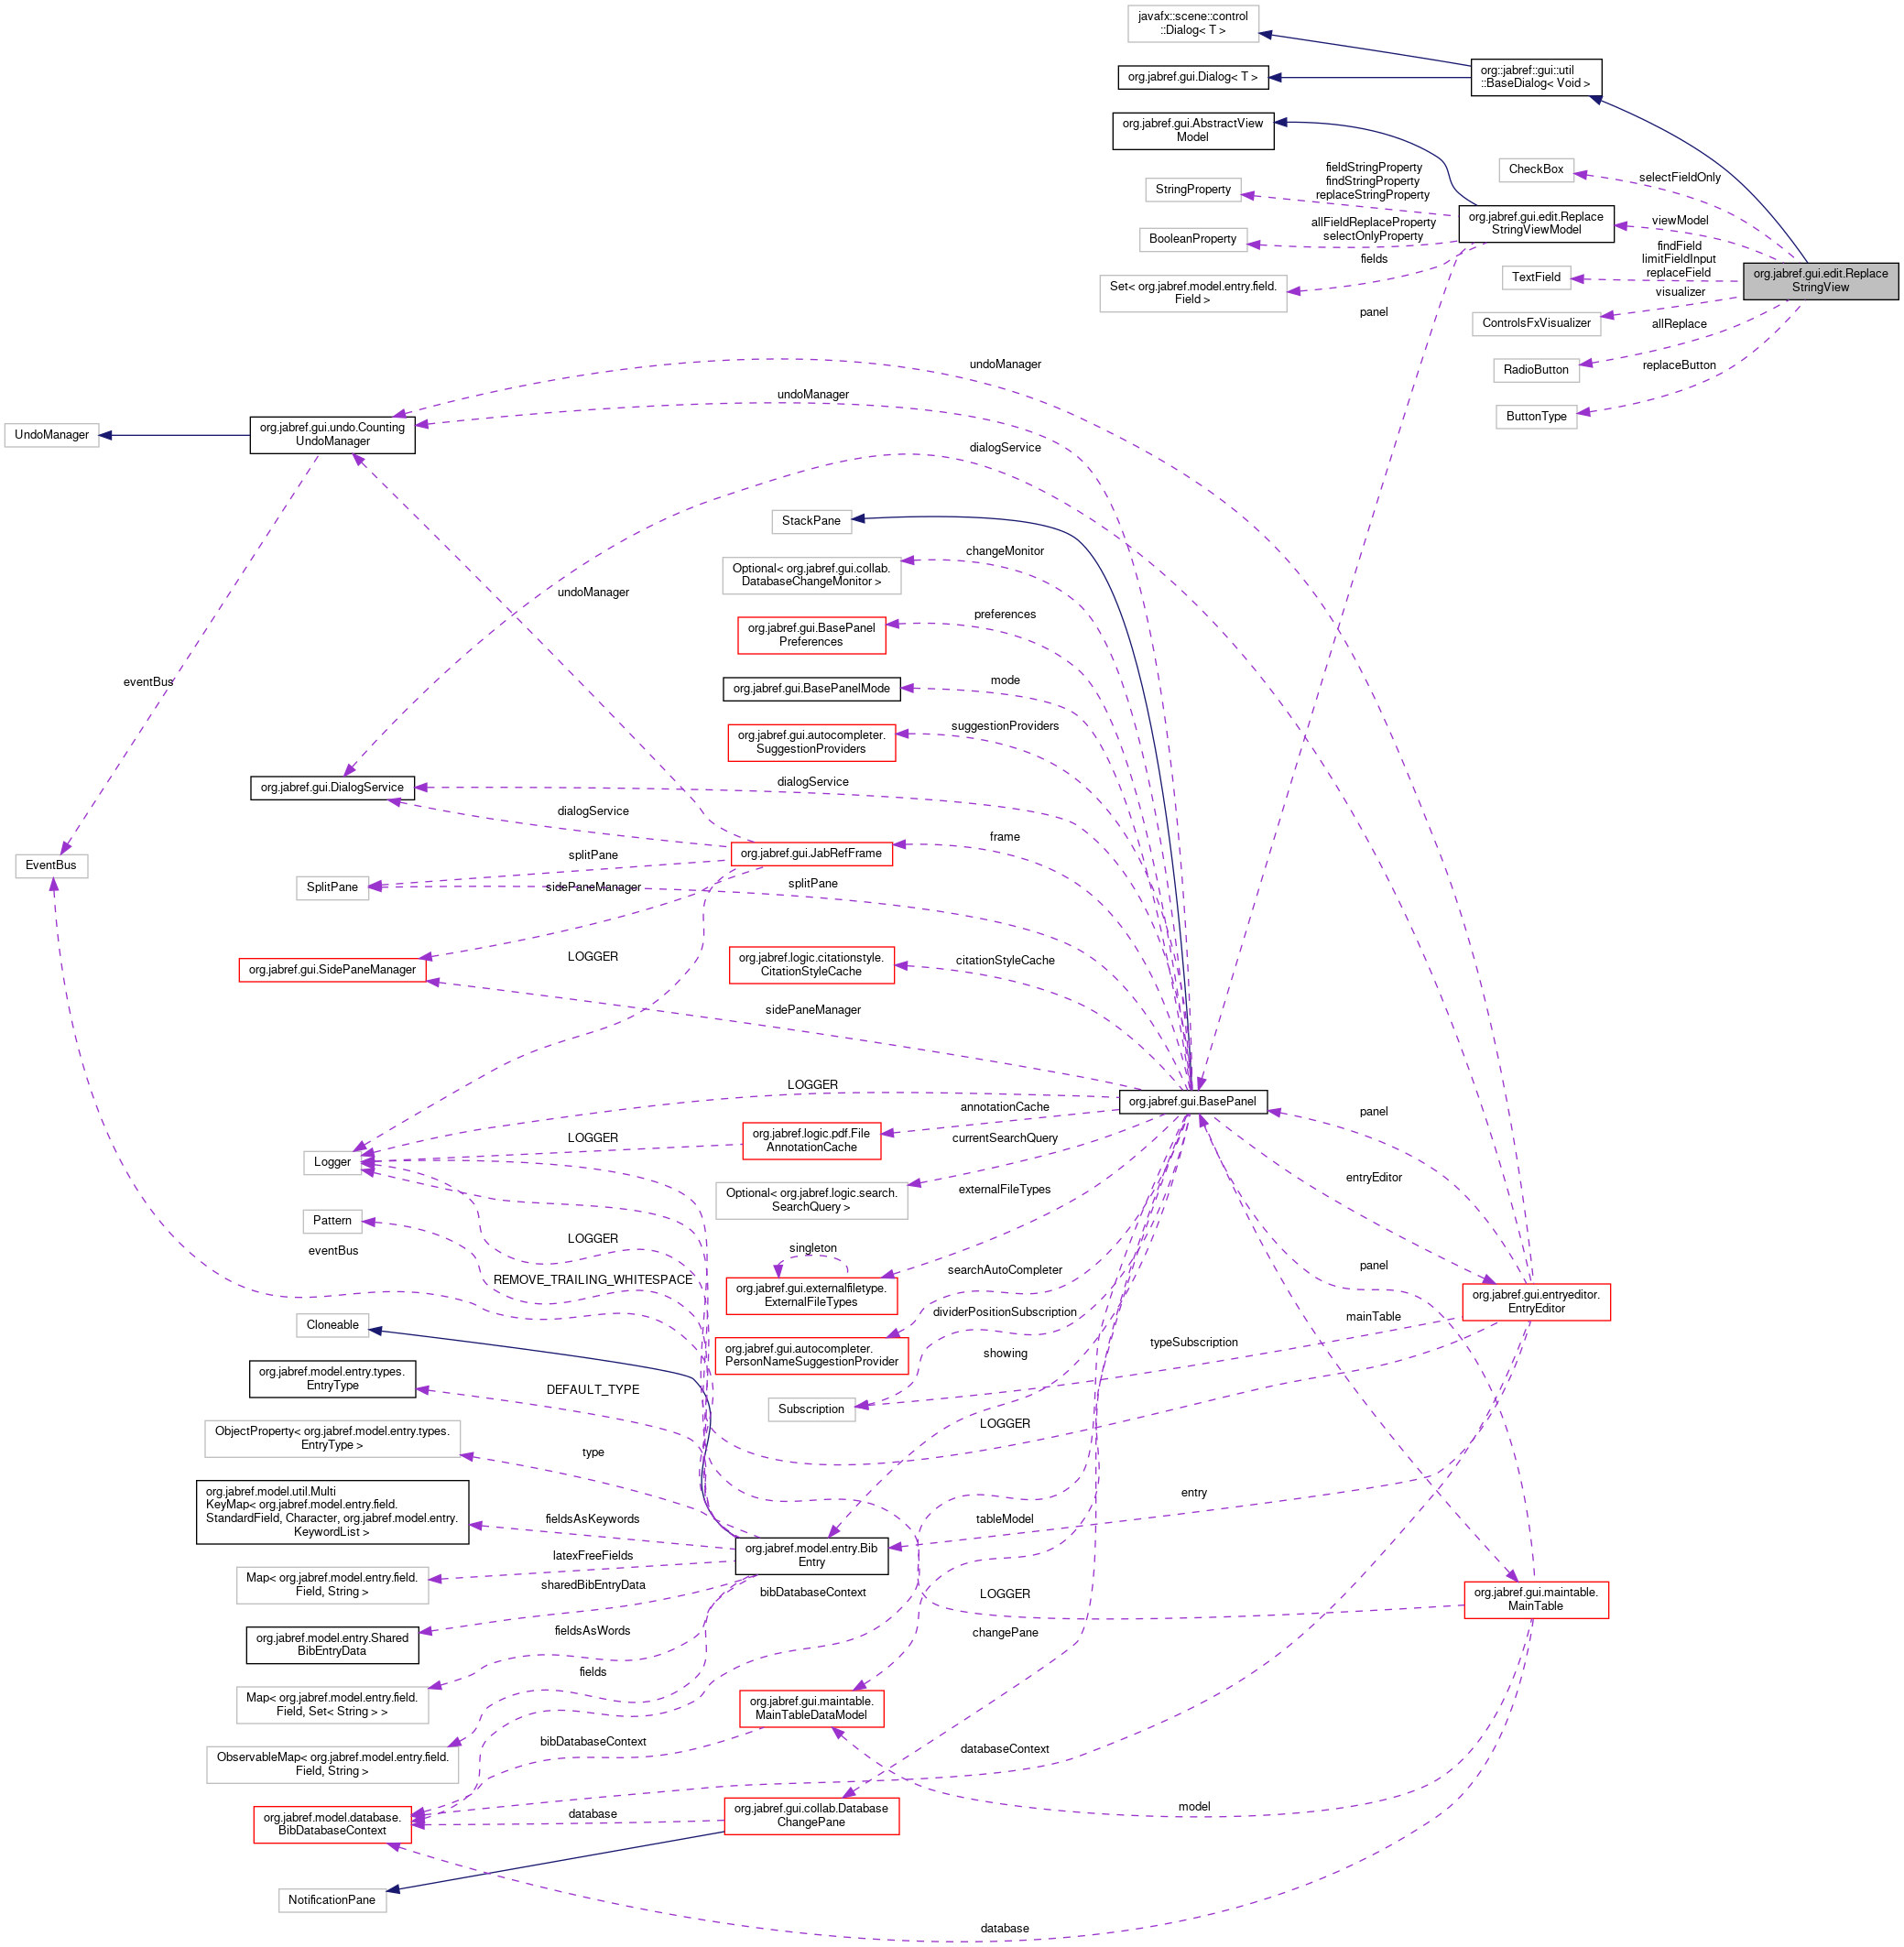 javafx::scene::control
::Dialog< T >
org::jabref::gui::util
::BaseDialog< Void >
org.jabref.gui.Dialog< T >
org.jabref.gui.AbstractView
Model
CheckBox
selectFieldOnly
fieldStringProperty
findStringProperty
replaceStringProperty
StringProperty
org.jabref.gui.edit.Replace
StringViewModel
viewModel
allFieldReplaceProperty
selectOnlyProperty
BooleanProperty
findField
limitFieldInput
replaceField
fields
TextField
org.jabref.gui.edit.Replace
StringView
Set< org.jabref.model.entry.field.
Field >
visualizer
panel
ControlsFxVisualizer
allReplace
RadioButton
replaceButton
undoManager
undoManager
ButtonType
UndoManager
org.jabref.gui.undo.Counting
UndoManager
dialogService
StackPane
changeMonitor
Optional< org.jabref.gui.collab.
DatabaseChangeMonitor >
undoManager
preferences
org.jabref.gui.BasePanel
Preferences
eventBus
mode
org.jabref.gui.BasePanelMode
suggestionProviders
org.jabref.gui.autocompleter.
SuggestionProviders
org.jabref.gui.DialogService
dialogService
dialogService
frame
org.jabref.gui.JabRefFrame
EventBus
splitPane
SplitPane
sidePaneManager
splitPane
LOGGER
citationStyleCache
org.jabref.logic.citationstyle.
CitationStyleCache
org.jabref.gui.SidePaneManager
sidePaneManager
LOGGER
org.jabref.gui.BasePanel
annotationCache
panel
LOGGER
org.jabref.logic.pdf.File
AnnotationCache
currentSearchQuery
Logger
Optional< org.jabref.logic.search.
SearchQuery >
externalFileTypes
entryEditor
Pattern
LOGGER
eventBus
singleton
panel
REMOVE_TRAILING_WHITESPACE
org.jabref.gui.externalfiletype.
ExternalFileTypes
searchAutoCompleter
org.jabref.gui.entryeditor.
EntryEditor
Cloneable
dividerPositionSubscription
mainTable
org.jabref.gui.autocompleter.
PersonNameSuggestionProvider
showing
typeSubscription
org.jabref.model.entry.types.
EntryType
DEFAULT_TYPE
Subscription
LOGGER
ObjectProperty< org.jabref.model.entry.types.
EntryType >
type
org.jabref.model.util.Multi
KeyMap< org.jabref.model.entry.field.
StandardField, Character, org.jabref.model.entry.
KeywordList >
fieldsAsKeywords
entry
tableModel
org.jabref.model.entry.Bib
Entry
latexFreeFields
Map< org.jabref.model.entry.field.
Field, String >
sharedBibEntryData
bibDatabaseContext
LOGGER
org.jabref.gui.maintable.
MainTable
fieldsAsWords
changePane
org.jabref.model.entry.Shared
BibEntryData
fields
Map< org.jabref.model.entry.field.
Field, Set< String > >
org.jabref.gui.maintable.
MainTableDataModel
bibDatabaseContext
databaseContext
ObservableMap< org.jabref.model.entry.field.
Field, String >
model
org.jabref.model.database.
BibDatabaseContext
database
org.jabref.gui.collab.Database
ChangePane
NotificationPane
database